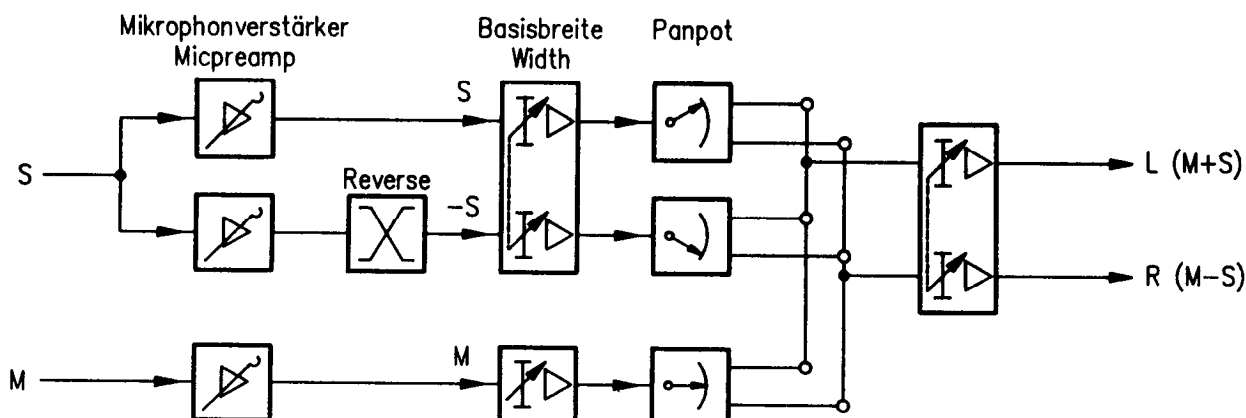 Mikrophonverstärker
Micpreamp
Basisbreite
Width
Panpot
S
S
L (M+S)
Reverse
-S
R (M-S)
M
M